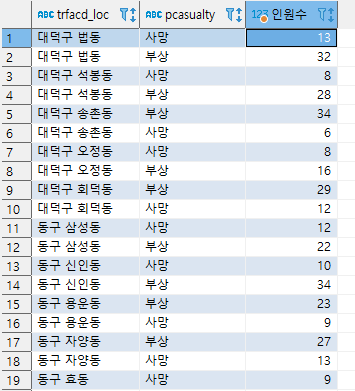 ABC trfacd_loc ABC pcasualty 123 인원수
1 대덕구 법동 사망 13
2 대덕구 법동 부상 32
3 대덕구 석봉동 사망 8
4 대덕구 석봉동 부상 28
5 대덕구 송촌동 부상 34
6 대덕구 송촌동 사망 6
7 대덕구 오정동 사망 8
8 대덕구 오정동 부상 16
9 대덕구 회덕동 부상 29
10 대덕구 회덕동 사망 12
11 동구 삼성동 사망 12
12 동구 삼성동 부상 22
13 동구 신인동 사망 10
14 동구 신인동 부상 34
15 동구 용운동 부상 23
16 동구 용운동 사망 9
17 동구 자양동 부상 27
18 동구 자양동 사망 13
19 동구 효동 사망 9